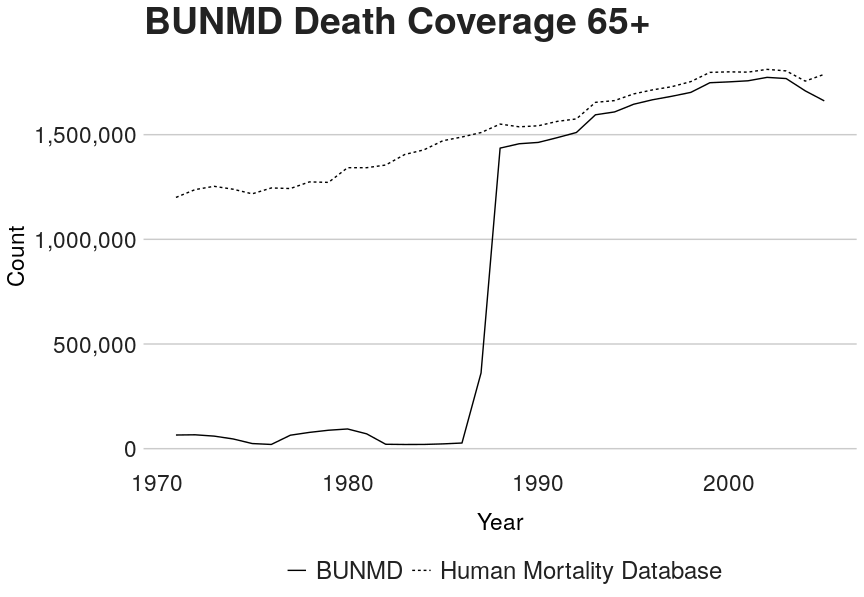 BUNMD Death Coverage 65+
Count
1,500,000
1,000,000
500,000
0
1970 1980 1990 2000
Year
BUNMD Human Mortality Database